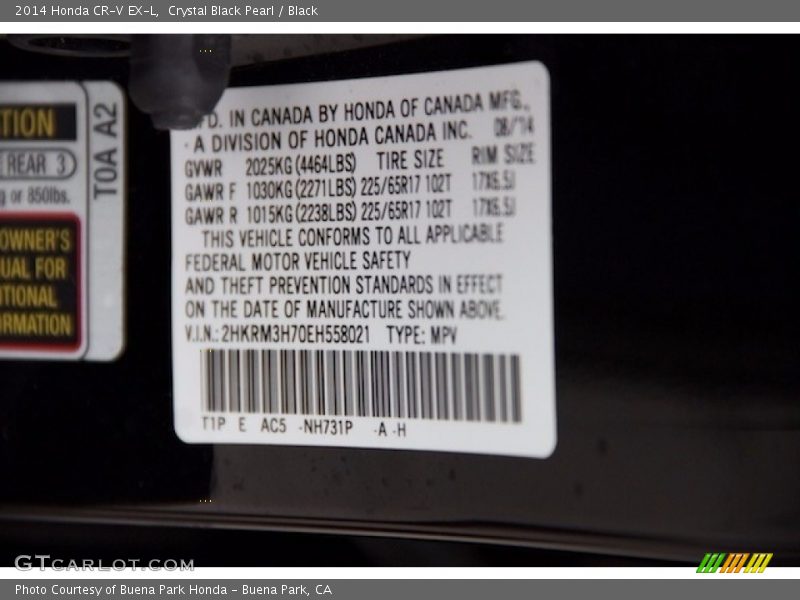 2014 Honda CR-V EX-L,  Crystal Black Pearl / Black
TION
REAR 3
g or 850lbs.
OWNER'S
UAL FOR
ITIONAL
RMATION
T0A A2
FD. IN CANADA BY HONDA OF CANADA MFG.,
- A DIVISION OF HONDA CANADA INC. 08/14
GVWR 2025KG(4464LBS) TIRE SIZE RIM SIZE
GAWR F 1030KG(2271LBS) 225/65R17 102T 17X6.5J
GAWR R 1015KG(2238LBS) 225/65R17 102T 17X6.5J
THIS VEHICLE CONFORMS TO ALL APPLICABLE
FEDERAL MOTOR VEHICLE SAFETY
AND THEFT PREVENTION STANDARDS IN EFFECT
ON THE DATE OF MANUFACTURE SHOWN ABOVE.
V.I.N.: 2HKRM3H70EH558021 TYPE: MPV
T1P E AC5 -NH731P -A -H
GTCARLOT.COM
Photo Courtesy of Buena Park Honda - Buena Park, CA